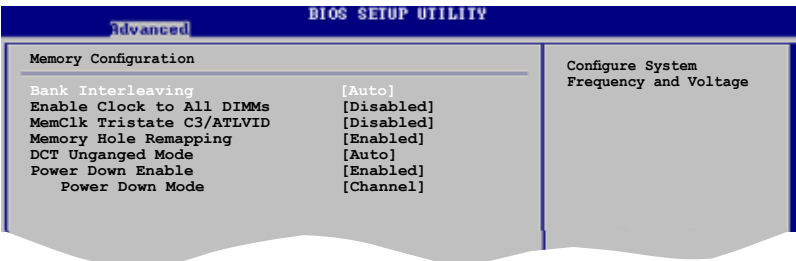 BIOS SETUP UTILITY
Advanced
Memory Configuration
Bank Interleaving [Auto]
Enable Clock to All DIMMs [Disabled]
MemClk Tristate C3/ATLVID [Disabled]
Memory Hole Remapping [Enabled]
DCT Unganged Mode [Auto]
Power Down Enable [Enabled]
Power Down Mode [Channel]
Configure System
Frequency and Voltage